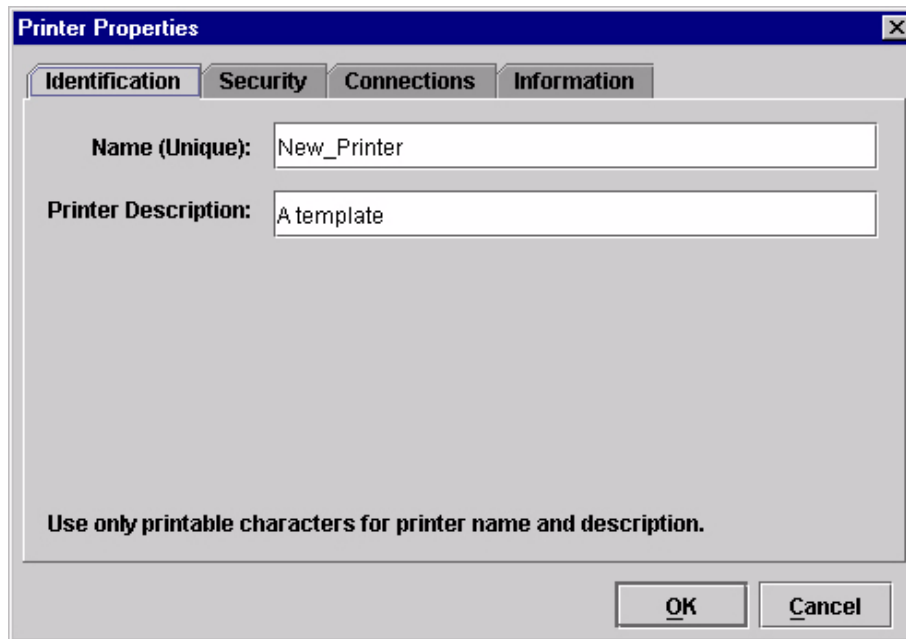 Printer Properties
Identification Security Connections Information
Name (Unique): New_Printer
Printer Description: A template
Use only printable characters for printer name and description.
OK Cancel